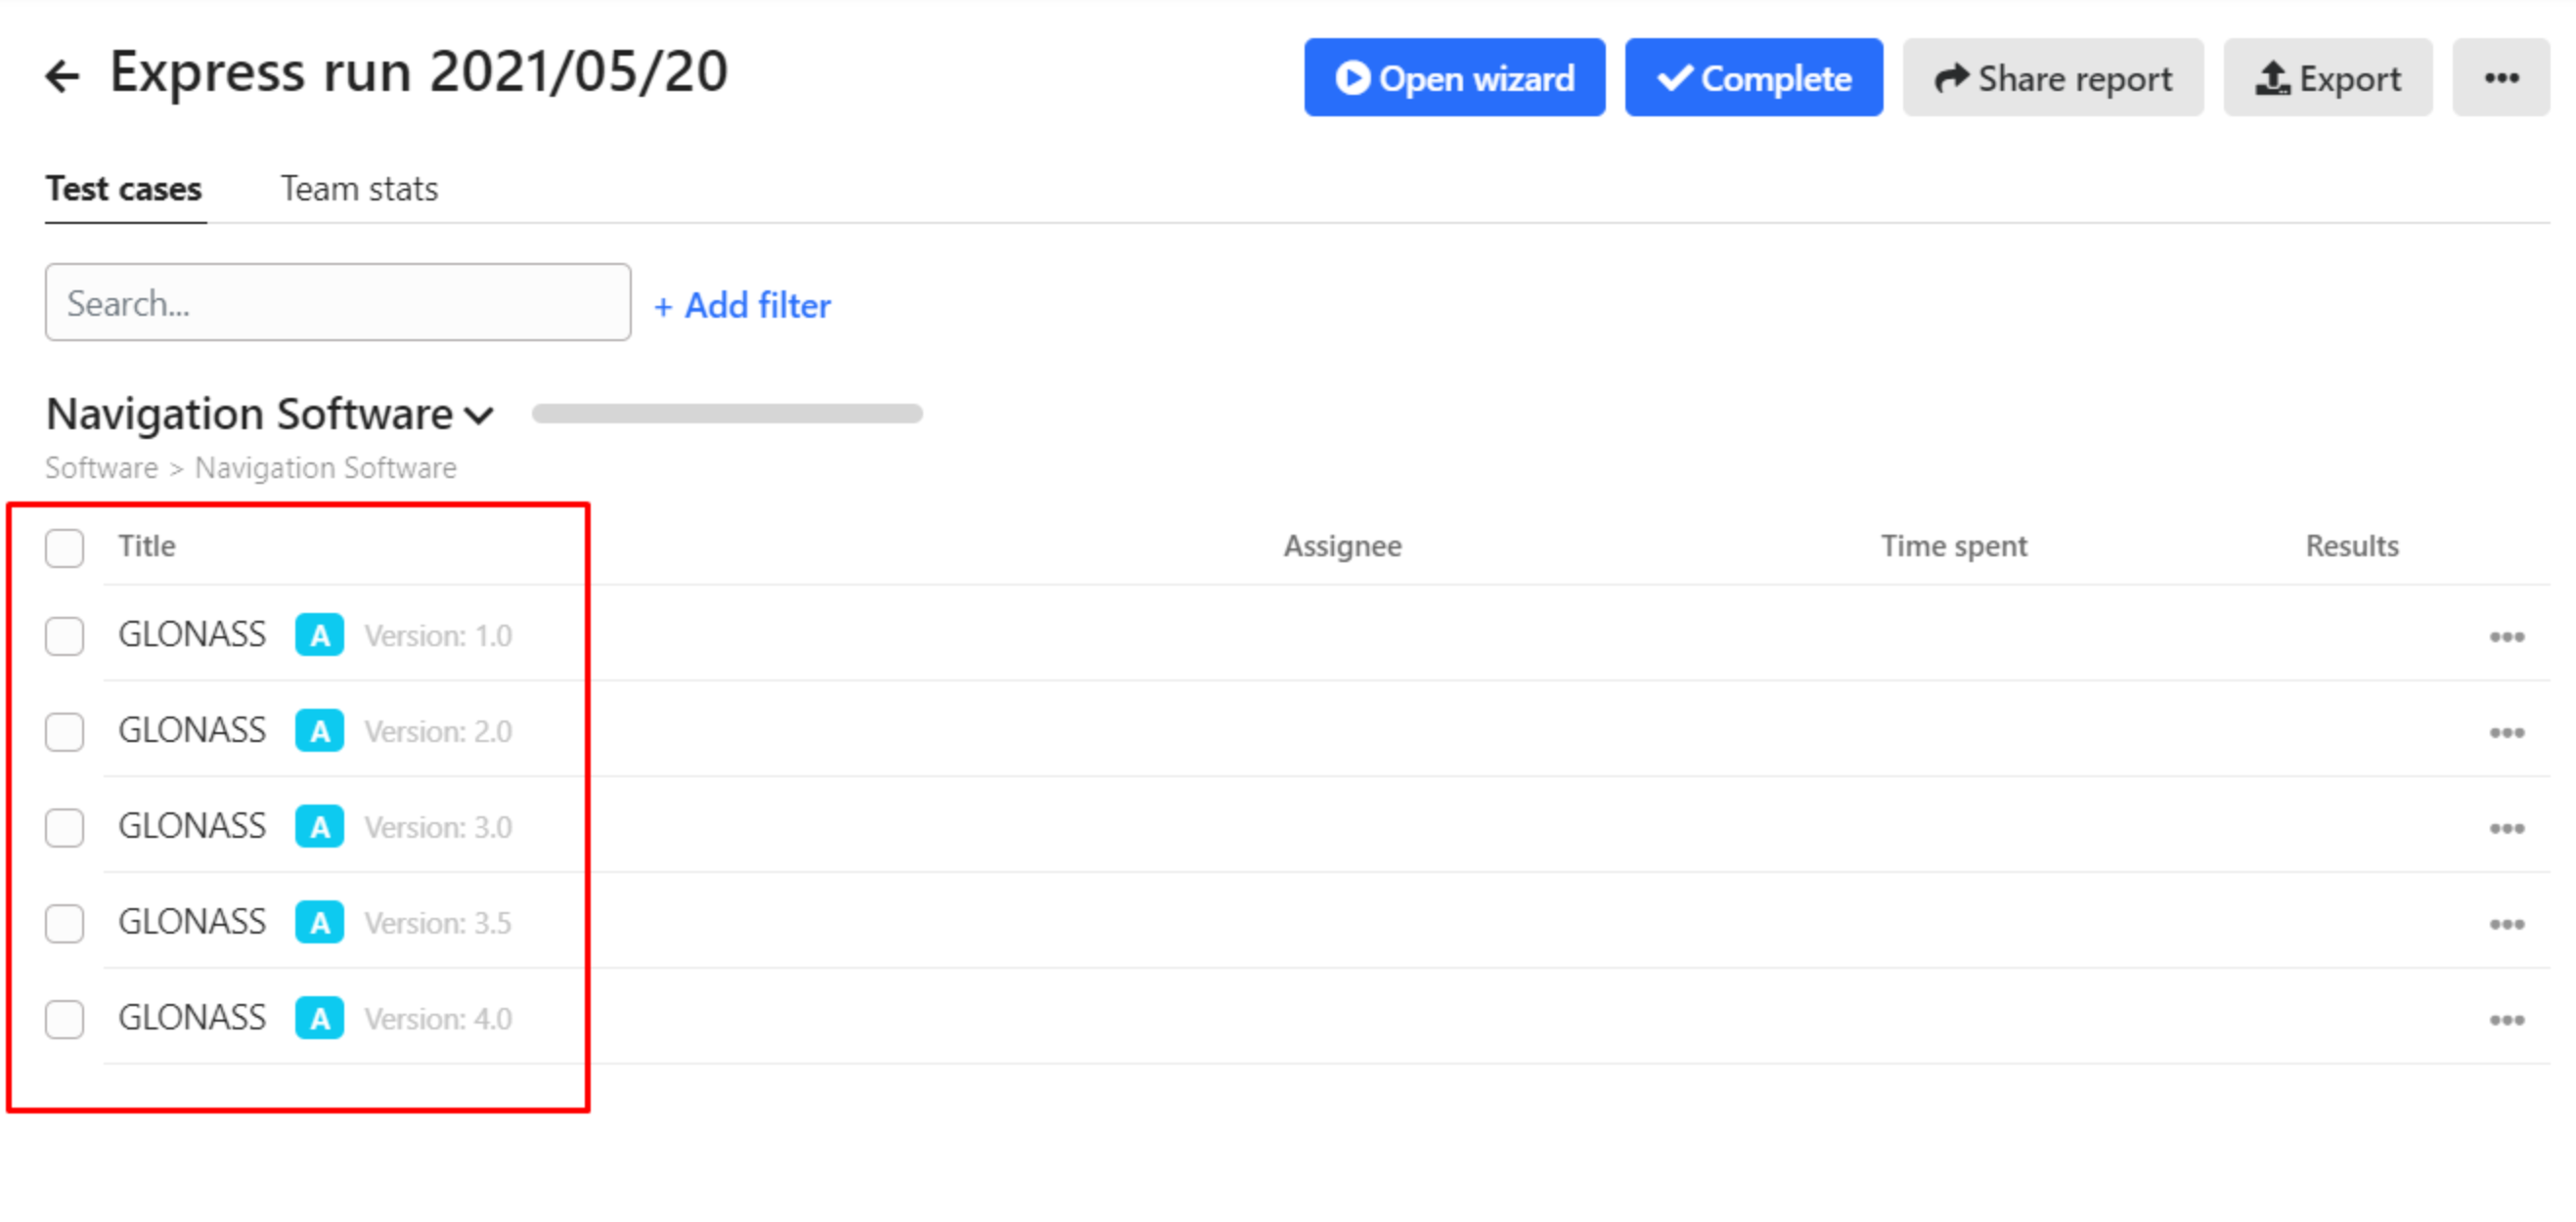 Express run 2021/05/20
Open wizard
Complete
Share report
Export
Test cases
Team stats
Search...
+ Add filter
Navigation Software
Software > Navigation Software
Title
Assignee
Time spent
Results
GLONASS A Version: 1.0
GLONASS A Version: 2.0
GLONASS A Version: 3.0
GLONASS A Version: 3.5
GLONASS A Version: 4.0